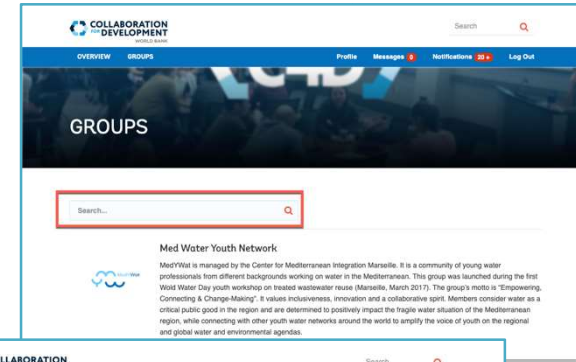 COLLABORATION
FOR DEVELOPMENT
WORLD BANK
Search
OVERVIEW GROUPS Profile Messages 0 Notifications 20+ Log Out
C4D
GROUPS
Search...
Med Water Youth Network
MedYWat is managed by the Center for Mediterranean Integration Marseille. It is a community of young water
professionals from different backgrounds working on water in the Mediterranean. This group was launched during the first
Wold Water Day youth workshop on treated wastewater reuse (Marseille, March 2017). The group's motto is "Empowering,
Connecting & Change-Making". It values inclusiveness, innovation and a collaborative spirit. Members consider water as a
critical public good in the region and are determined to positively impact the fragile water situation of the Mediterranean
region, while connecting with other youth water networks around the world to amplify the voice of youth on the regional
and global water and environmental agendas.
LLABORATION
Search